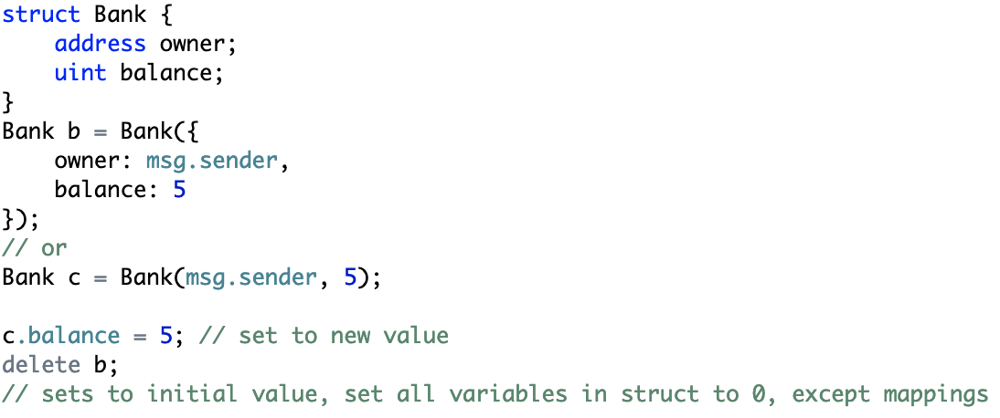 struct Bank {
    address owner;
    uint balance;
}
Bank b = Bank({
    owner: msg.sender,
    balance: 5
});
// or
Bank c = Bank(msg.sender, 5);

c.balance = 5; // set to new value
delete b;
// sets to initial value, set all variables in struct to 0, except mappings